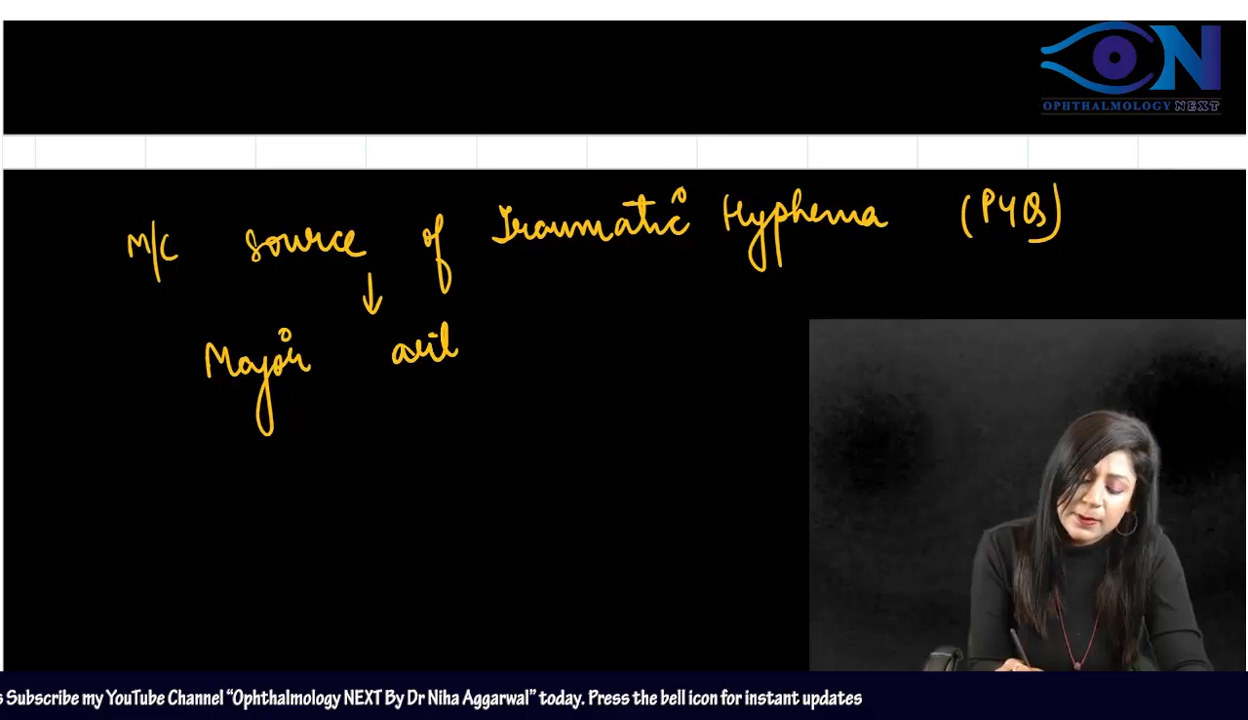 ON
OPHTHALMOLOGY NEXT
M/C source of Traumatic Hyphema (PYQ)
↓
Major
s Subscribe my YouTube Channel “Ophthalmology NEXT By Dr Niha Aggarwal” today. Press the bell icon for instant updates